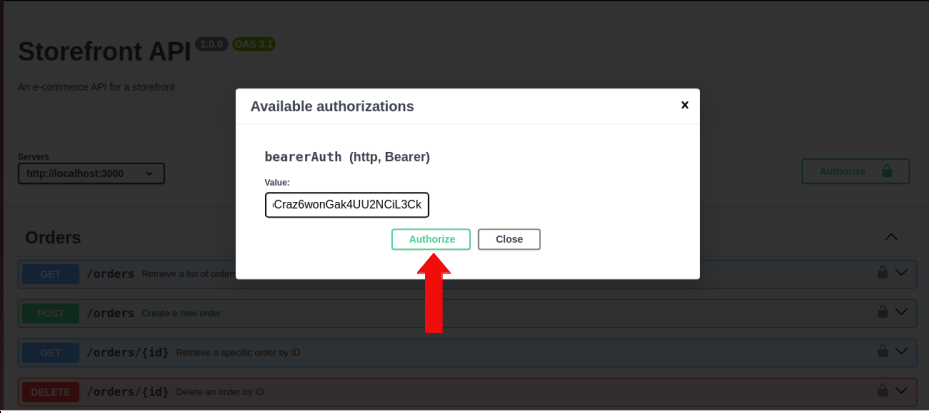 Storefront API 1.0.0 OAS 3.1
An e-commerce API for a storefront
Available authorizations
bearerAuth (http, Bearer)
Value:
Craz6wonGak4UU2NCiL3Ck
Authorize Close
Servers
http://localhost:3000
Authorize
Orders
GET /orders Retrieve a list of orders
POST /orders Create a new order
GET /orders/{id} Retrieve a specific order by ID
DELETE /orders/{id} Delete an order by ID